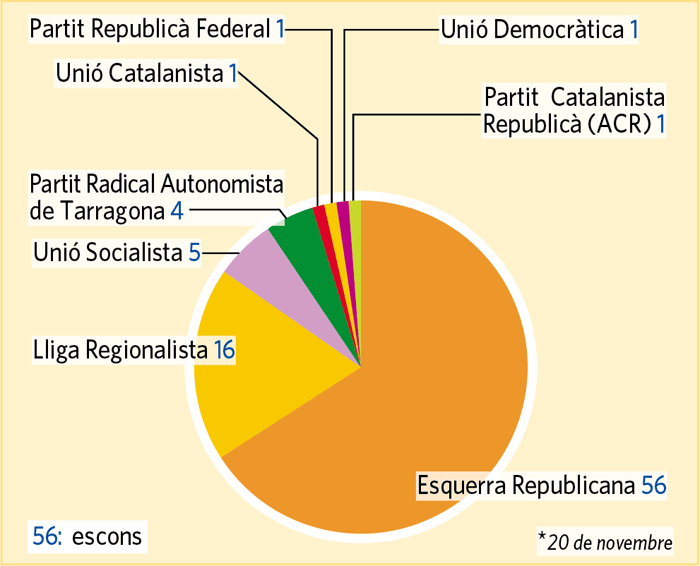 Partit Republicà Federal 1
Unió Democràtica 1
Unió Catalanista 1
Partit Catalanista
Republicà (ACR) 1
Partit Radical Autonomista
de Tarragona 4
Unió Socialista 5
Lliga Regionalista 16
Esquerra Republicana 56
56: escons
*20 de novembre